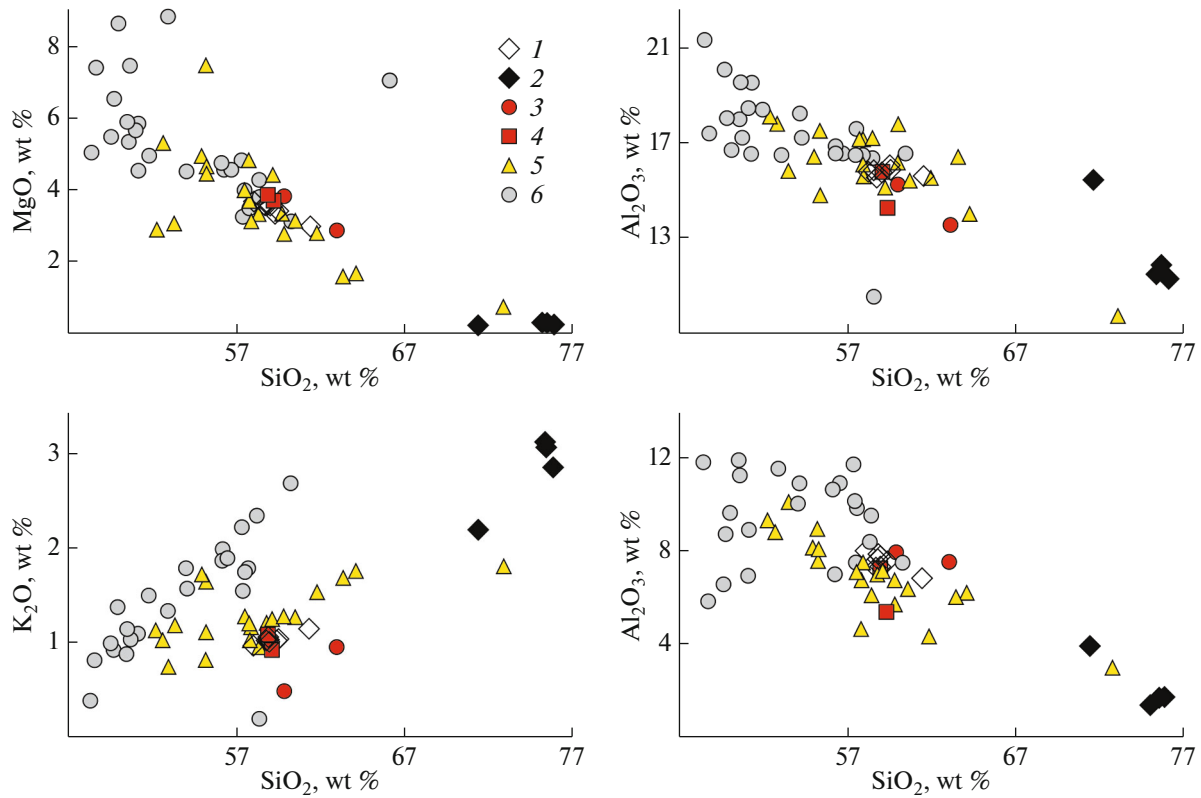 MgO, wt %
8
6
4
2
57 67 77
SiO2, wt %
1
2
3
4
5
6
Al2O3, wt %
21
17
13
57 67 77
SiO2, wt %
K2O, wt %
3
2
1
57 67 77
SiO2, wt %
Al2O3, wt %
12
8
4
57 67 77
SiO2, wt %